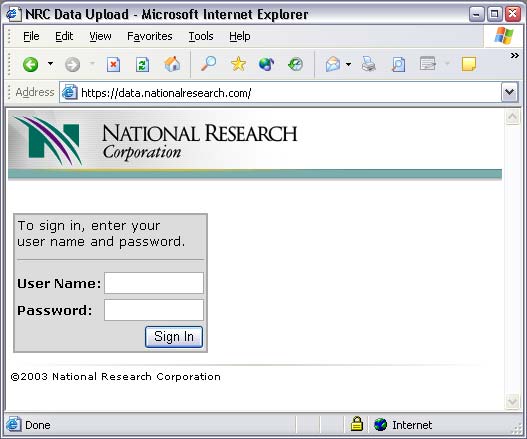 NRC Data Upload - Microsoft Internet Explorer
File Edit View Favorites Tools Help
Address https://data.nationalresearch.com/
NATIONAL RESEARCH
Corporation
To sign in, enter your
user name and password.
User Name:
Password:
Sign In
©2003 National Research Corporation
Done Internet